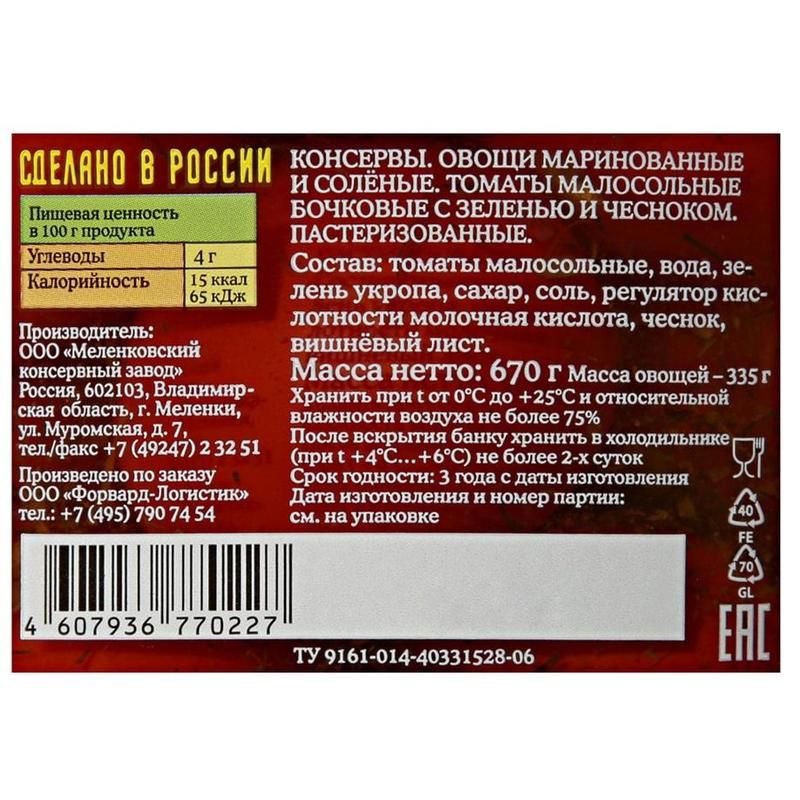 СДЕЛАНО В РОССИИ
Пищевая ценность
в 100 г продукта
Углеводы 4 г
Калорийность 15 ккал
65 кДж
Производитель:
ООО «Меленковский
консервный завод»
Россия, 602103, Владимир-
ская область, г. Меленки,
ул. Муромская, д. 7,
тел./факс +7 (49247) 2 32 51
Произведено по заказу
ООО «Форвард-Логистик»
тел.: +7 (495) 790 74 54
КОНСЕРВЫ. ОВОЩИ МАРИНОВАННЫЕ
И СОЛЁНЫЕ. ТОМАТЫ МАЛОСОЛЬНЫЕ
БОЧКОВЫЕ С ЗЕЛЕНЬЮ И ЧЕСНОКОМ.
ПАСТЕРИЗОВАННЫЕ.
Состав: томаты малосольные, вода, зе-
лень укропа, сахар, соль, регулятор кис-
лотности молочная кислота, чеснок,
вишнёвый лист.
Масса нетто: 670 г Масса овощей – 335 г
Хранить при t от 0°С до +25°С и относительной
влажности воздуха не более 75%
После вскрытия банку хранить в холодильнике
(при t +4°С...+6°С) не более 2-х суток
Срок годности: 3 года с даты изготовления
Дата изготовления и номер партии:
см. на упаковке
40
FE
70
GL
EAC
4 607936 770227
ТУ 9161-014-40331528-06